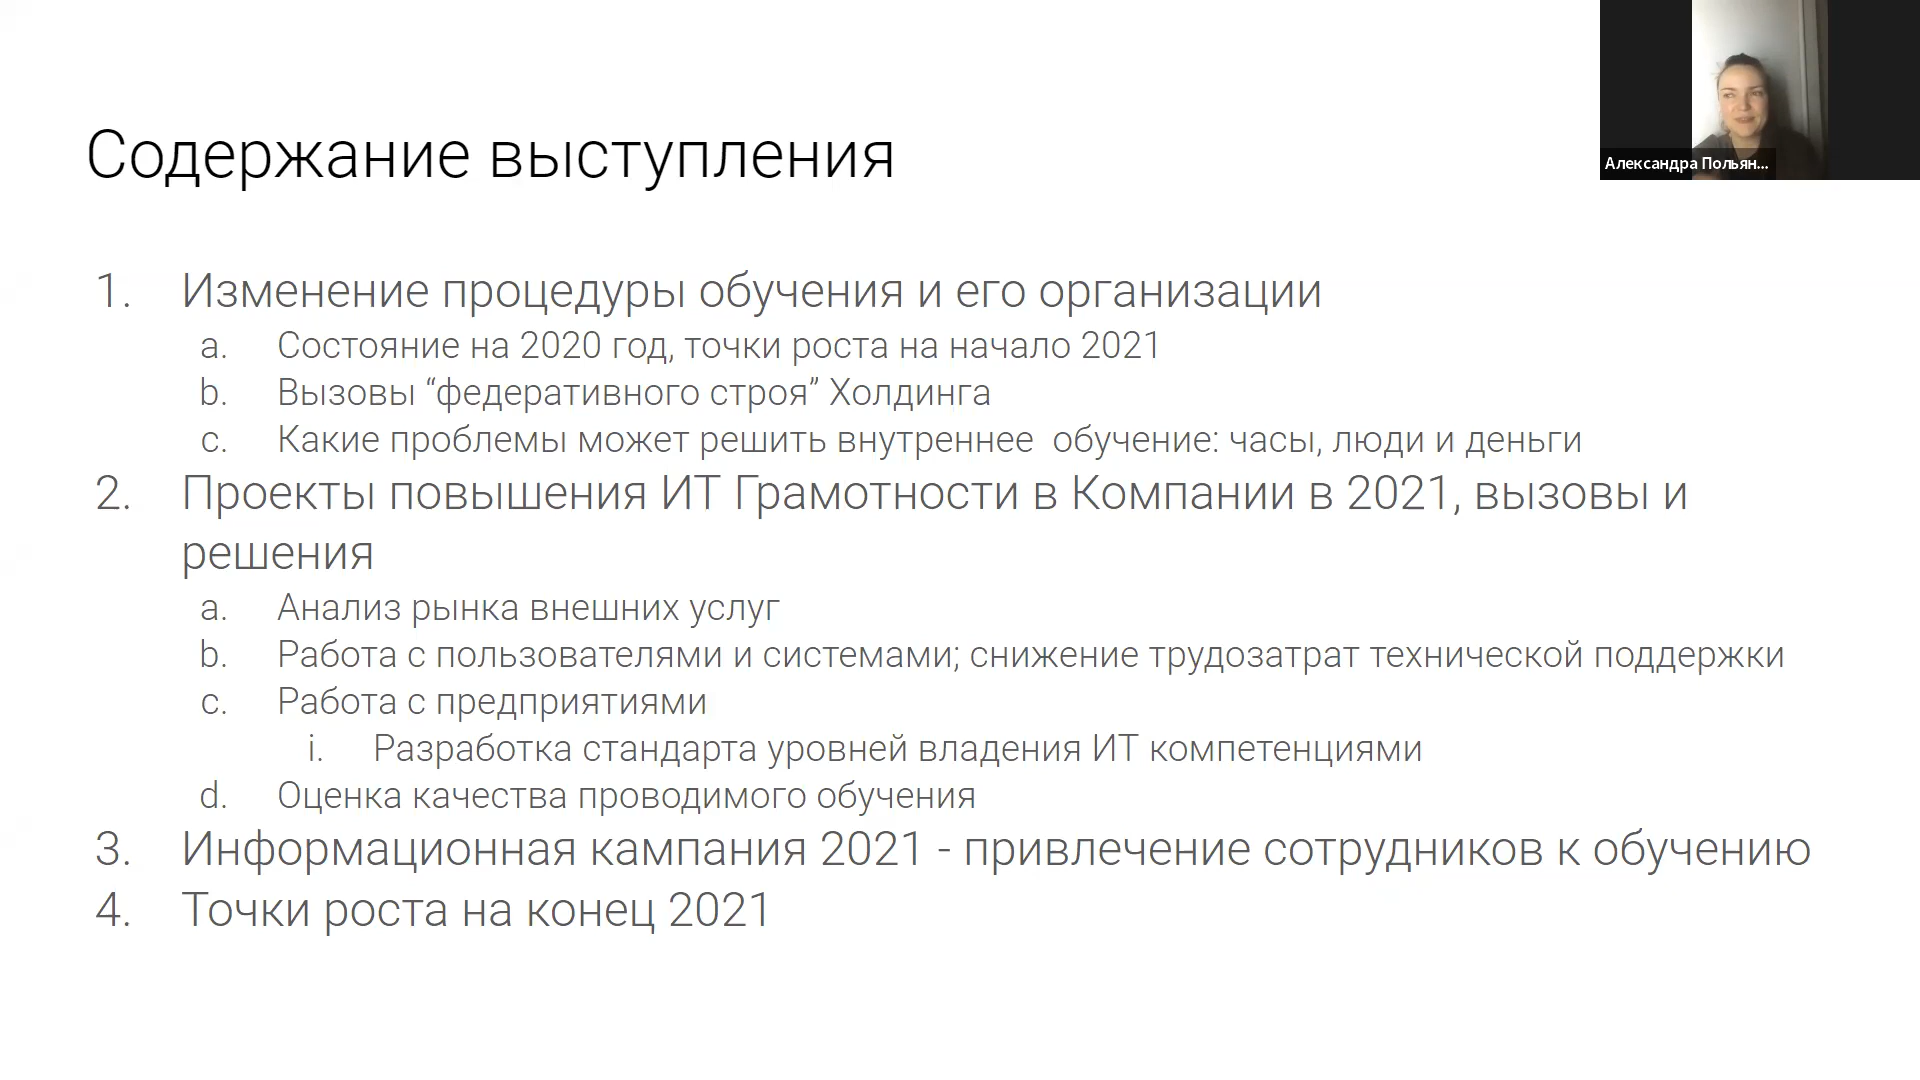 Содержание выступления
Александра Польян...
1. Изменение процедуры обучения и его организации
a. Состояние на 2020 год, точки роста на начало 2021
b. Вызовы “федеративного строя” Холдинга
c. Какие проблемы может решить внутреннее  обучение: часы, люди и деньги
2. Проекты повышения ИТ Грамотности в Компании в 2021, вызовы и
решения
a. Анализ рынка внешних услуг
b. Работа с пользователями и системами; снижение трудозатрат технической поддержки
c. Работа с предприятиями
i. Разработка стандарта уровней владения ИТ компетенциями
d. Оценка качества проводимого обучения
3. Информационная кампания 2021 - привлечение сотрудников к обучению
4. Точки роста на конец 2021